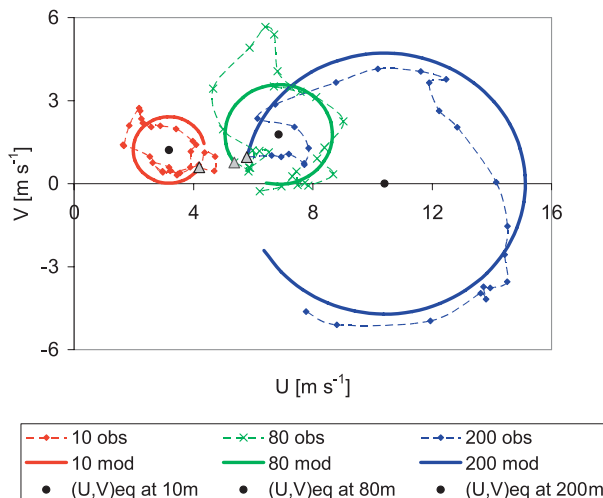 6
3
0
-3
-6
V [m s⁻¹]
0 4 8 12 16
U [m s⁻¹]
10 obs 80 obs 200 obs
10 mod 80 mod 200 mod
(U,V)eq at 10m (U,V)eq at 80m (U,V)eq at 200m